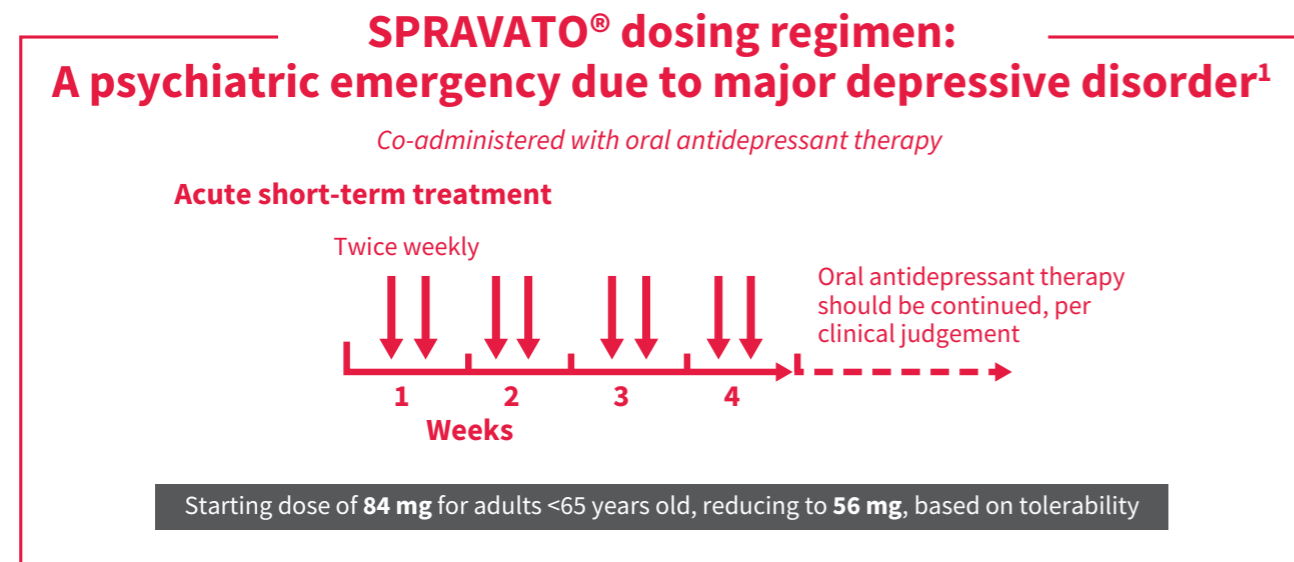 SPRAVATO® dosing regimen:
A psychiatric emergency due to major depressive disorder¹
Co-administered with oral antidepressant therapy
Acute short-term treatment
Twice weekly
Oral antidepressant therapy
should be continued, per
clinical judgement
1 2 3 4
Weeks
Starting dose of 84 mg for adults <65 years old, reducing to 56 mg, based on tolerability